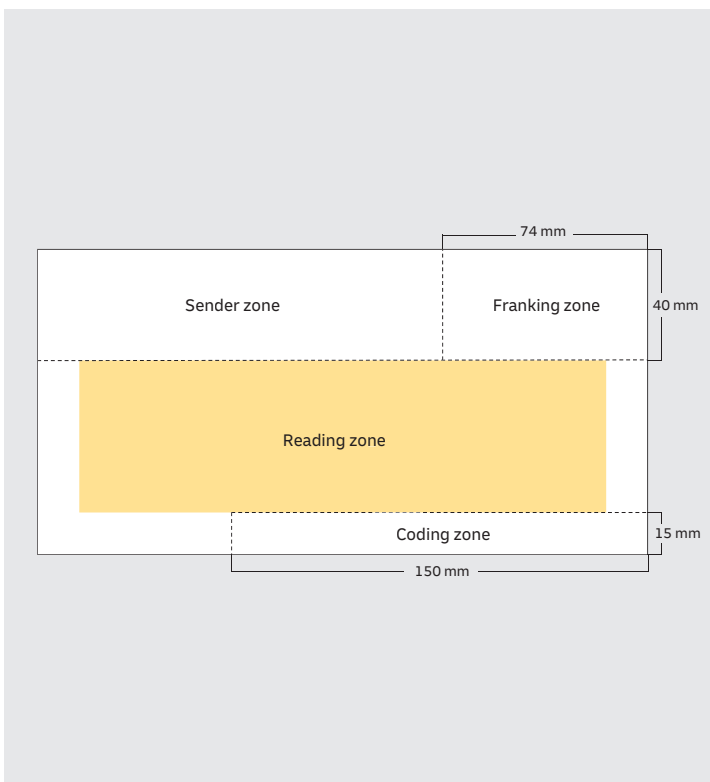 74 mm
Sender zone
Franking zone
40 mm
Reading zone
Coding zone
15 mm
150 mm